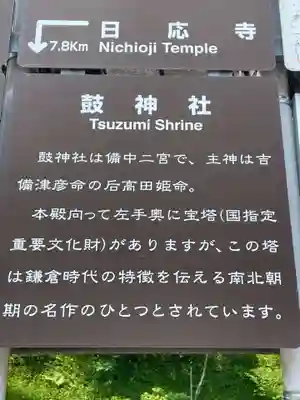 日応寺
7.8Km Nichioji Temple
鼓神社
Tsuzumi Shrine
鼓神社は備中二宮で、主神は吉
備津彦命の后高田姫命。
本殿向って左手奥に宝塔(国指定
重要文化財)がありますが、この塔
は鎌倉時代の特徴を伝える南北朝
期の名作のひとつとされています。